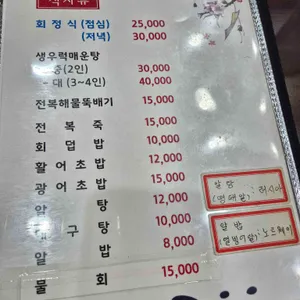 식사류
회 정 식 (점심) 25,000
(저녁) 30,000
생우럭매운탕
중(2인) 30,000
대 (3~4인) 40,000
전복해물뚝배기 15,000
전 복 죽 15,000
회 덮 밥 10,000
활 어 초 밥 12,000
광 어 초 밥 15,000
알 탕 12,000
구 탕 10,000
알 밥 8,000
물 회 15,000
알 탕
(명태알): 러시아
알 밥
(열빙어알): 노르웨이